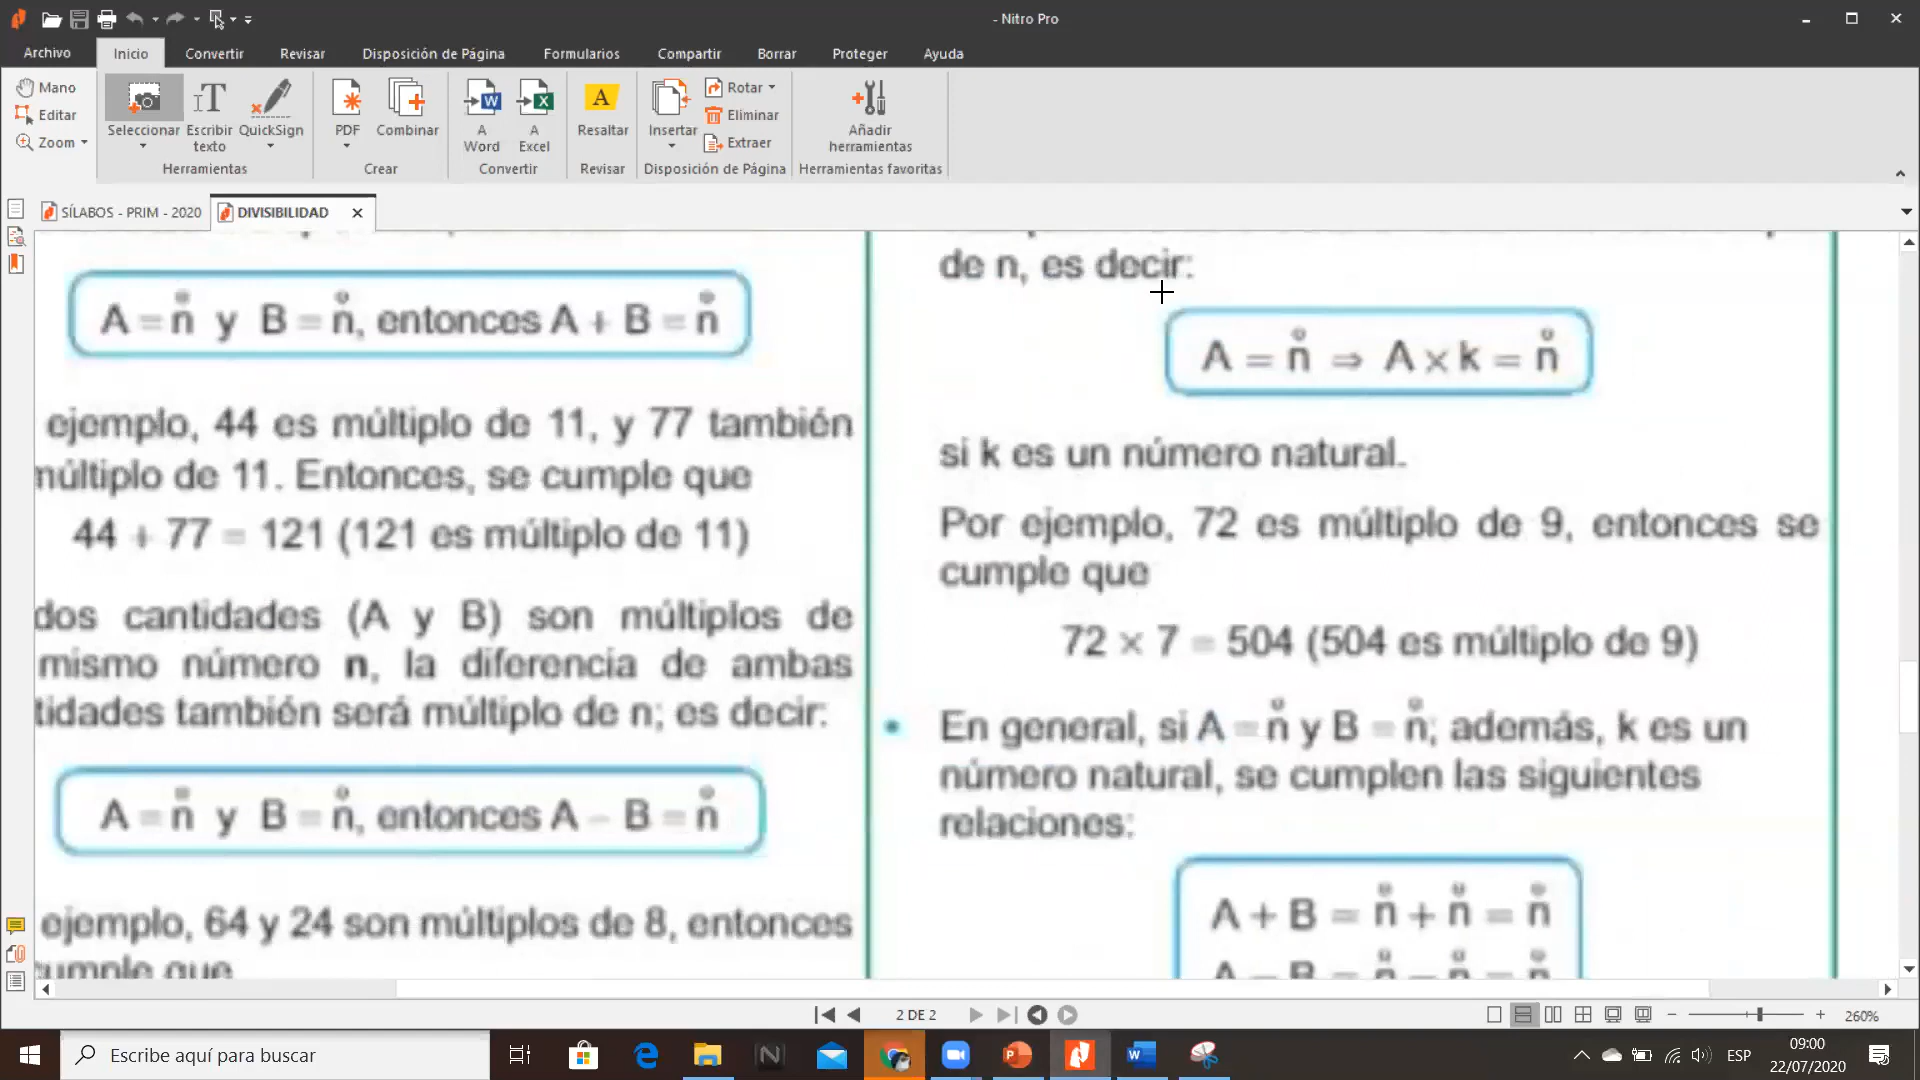 - Nitro Pro
Archivo Inicio Convertir Revisar Disposición de Página Formularios Compartir Borrar Proteger Ayuda
Mano
Editar
Zoom
Seleccionar
Escribir texto
QuickSign
Herramientas
PDF
Combinar
Crear
A Word
A Excel
Convertir
Resaltar
Revisar
Insertar
Rotar
Eliminar
Extraer
Disposición de Página
Añadir herramientas
Herramientas favoritas
SÍLABOS - PRIM - 2020
DIVISIBILIDAD
A = n̊ y B = n̊, entonces A + B = n̊
ejemplo, 44 es múltiplo de 11, y 77 también
múltiplo de 11. Entonces, se cumple que
44 + 77 = 121 (121 es múltiplo de 11)
dos cantidades (A y B) son múltiplos de
mismo número n, la diferencia de ambas
tidades también será múltiplo de n; es decir:
A = n̊ y B = n̊, entonces A – B = n̊
ejemplo, 64 y 24 son múltiplos de 8, entonces
cumple que
de n, es decir:
A = n̊ ⇒ A × k = n̊
si k es un número natural.
Por ejemplo, 72 es múltiplo de 9, entonces se
cumple que
72 × 7 = 504 (504 es múltiplo de 9)
• En general, si A = n̊ y B = n̊; además, k es un
número natural, se cumplen las siguientes
relaciones:
A + B = n̊ + n̊ = n̊
A – B = n̊ – n̊ = n̊
2 DE 2
260%
Escribe aquí para buscar
ESP
09:00
22/07/2020